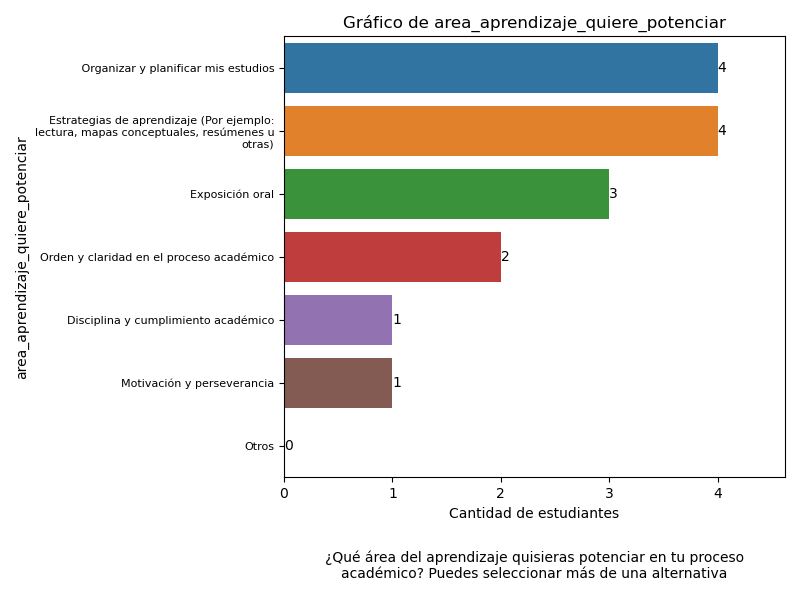 Gráfico de area_aprendizaje_quiere_potenciar
area_aprendizaje_quiere_potenciar
Organizar y planificar mis estudios
4
Estrategias de aprendizaje (Por ejemplo:
lectura, mapas conceptuales, resúmenes u
otras)
4
Exposición oral
3
Orden y claridad en el proceso académico
2
Disciplina y cumplimiento académico
1
Motivación y perseverancia
1
Otros
0
0 1 2 3 4
Cantidad de estudiantes
¿Qué área del aprendizaje quisieras potenciar en tu proceso
académico? Puedes seleccionar más de una alternativa